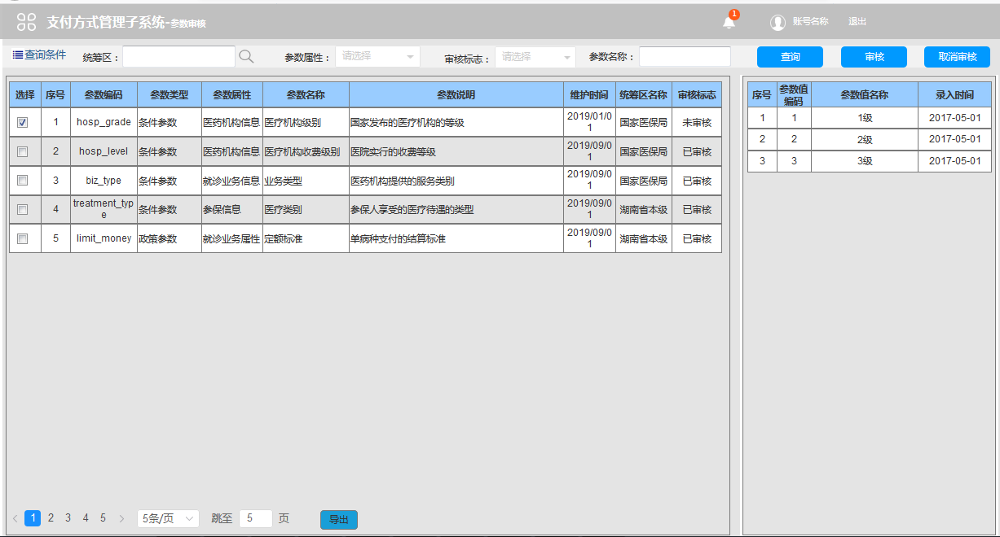 支付方式管理子系统-参数审核
1
账号名称
退出
查询条件
统筹区：
参数属性：
请选择
审核标志：
请选择
参数名称：
查询
审核
取消审核
选择 序号 参数编码 参数类型 参数属性 参数名称 参数说明 维护时间 统筹区名称 审核标志
1 hosp_grade 条件参数 医药机构信息 医疗机构级别 国家发布的医疗机构的等级 2019/01/01 国家医保局 未审核
2 hosp_level 条件参数 医药机构信息 医疗机构收费级别 医院实行的收费等级 2019/09/01 国家医保局 已审核
3 biz_type 条件参数 就诊业务信息 业务类型 医药机构提供的服务类别 2019/09/01 国家医保局 已审核
4 treatment_type 条件参数 参保信息 医疗类别 参保人享受的医疗待遇的类型 2019/09/01 湖南省本级 已审核
5 limit_money 政策参数 就诊业务属性 定额标准 单病种支付的结算标准 2019/09/01 湖南省本级 已审核
序号 参数值编码 参数值名称 录入时间
1 1 1级 2017-05-01
2 2 2级 2017-05-01
3 3 3级 2017-05-01
< 1 2 3 4 5 > 5条/页 跳至 5 页 导出